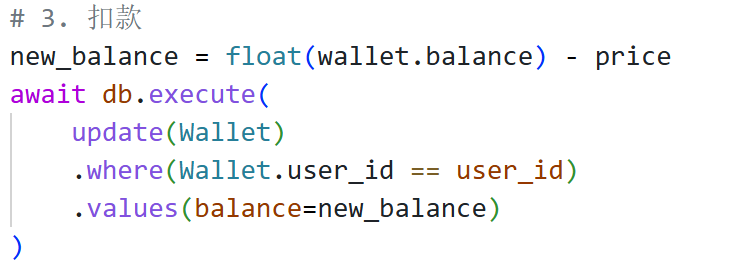 # 3. 扣款
new_balance = float(wallet.balance) - price
await db.execute(
    update(Wallet)
    .where(Wallet.user_id == user_id)
    .values(balance=new_balance)
)